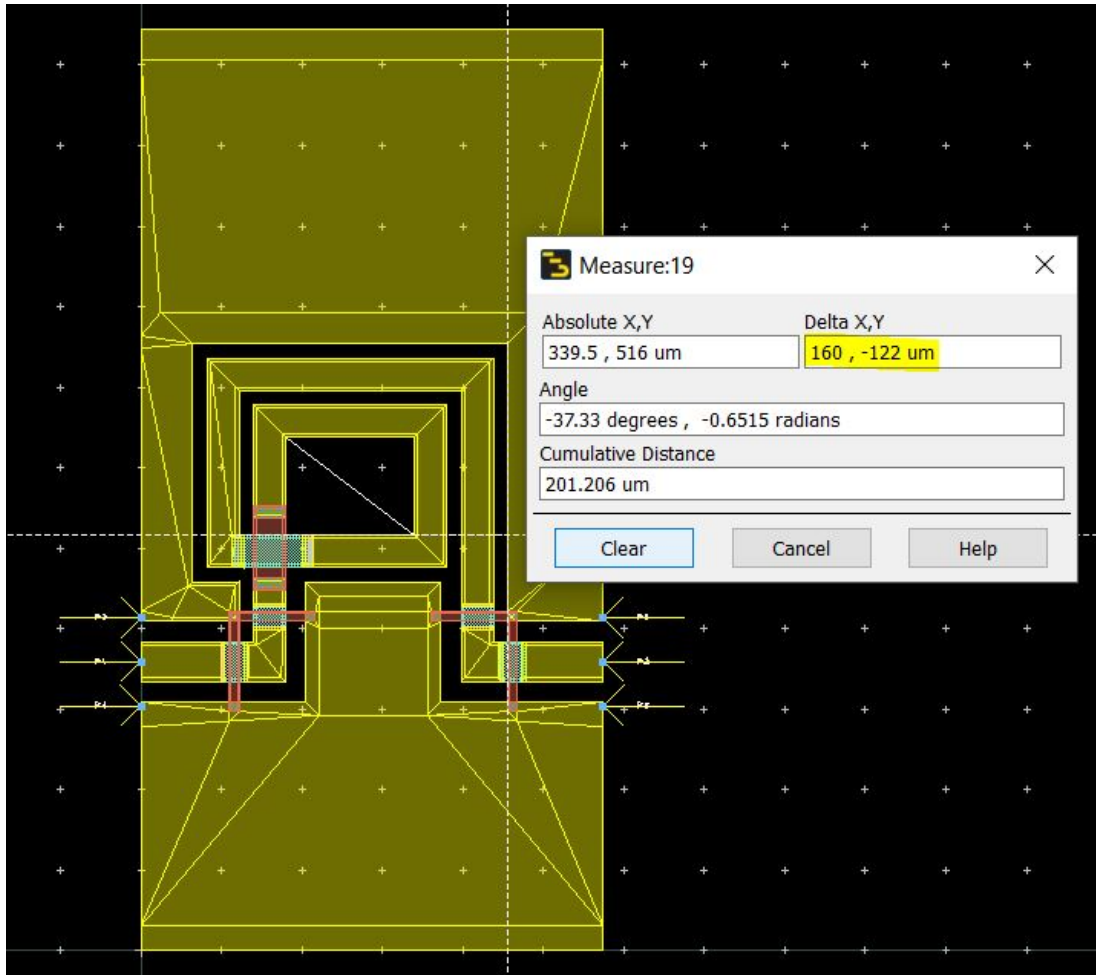 Measure:19
Absolute X,Y
Delta X,Y
339.5 , 516 um
160 , -122 um
Angle
-37.33 degrees , -0.6515 radians
Cumulative Distance
201.206 um
Clear
Cancel
Help